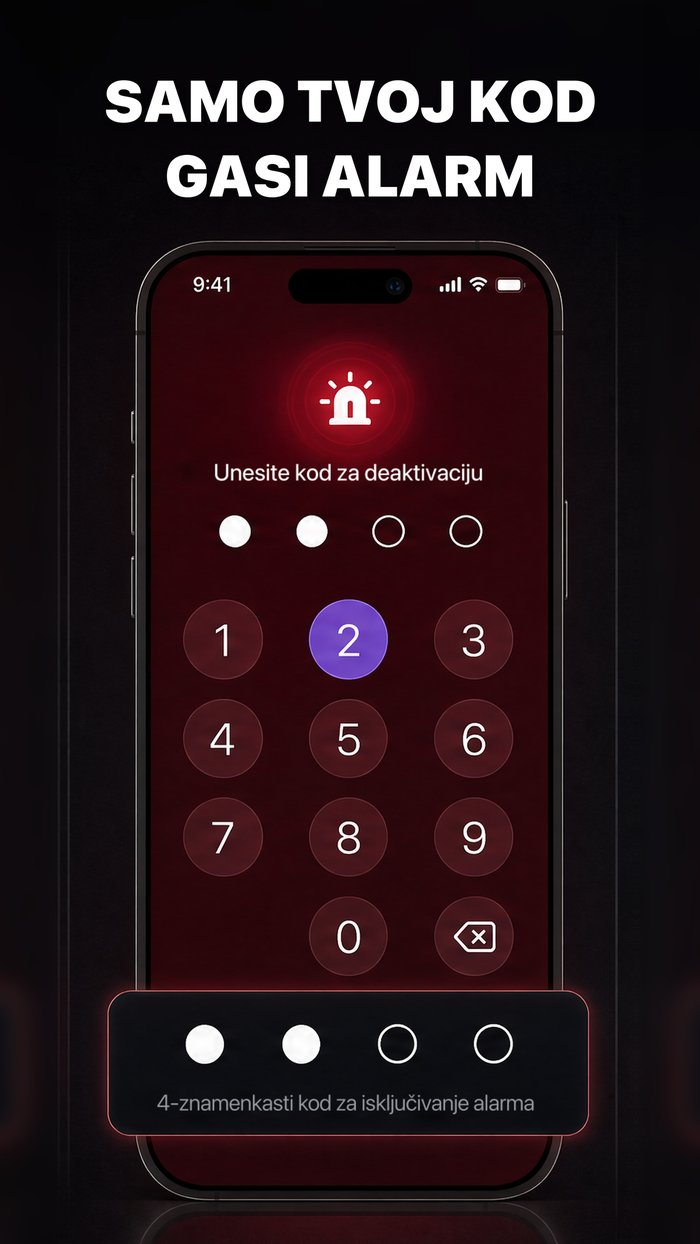 SAMO TVOJ KOD
GASI ALARM
9:41
Unesite kod za deaktivaciju
1 2 3
4 5 6
7 8 9
0
4-znamenkasti kod za isključivanje alarma